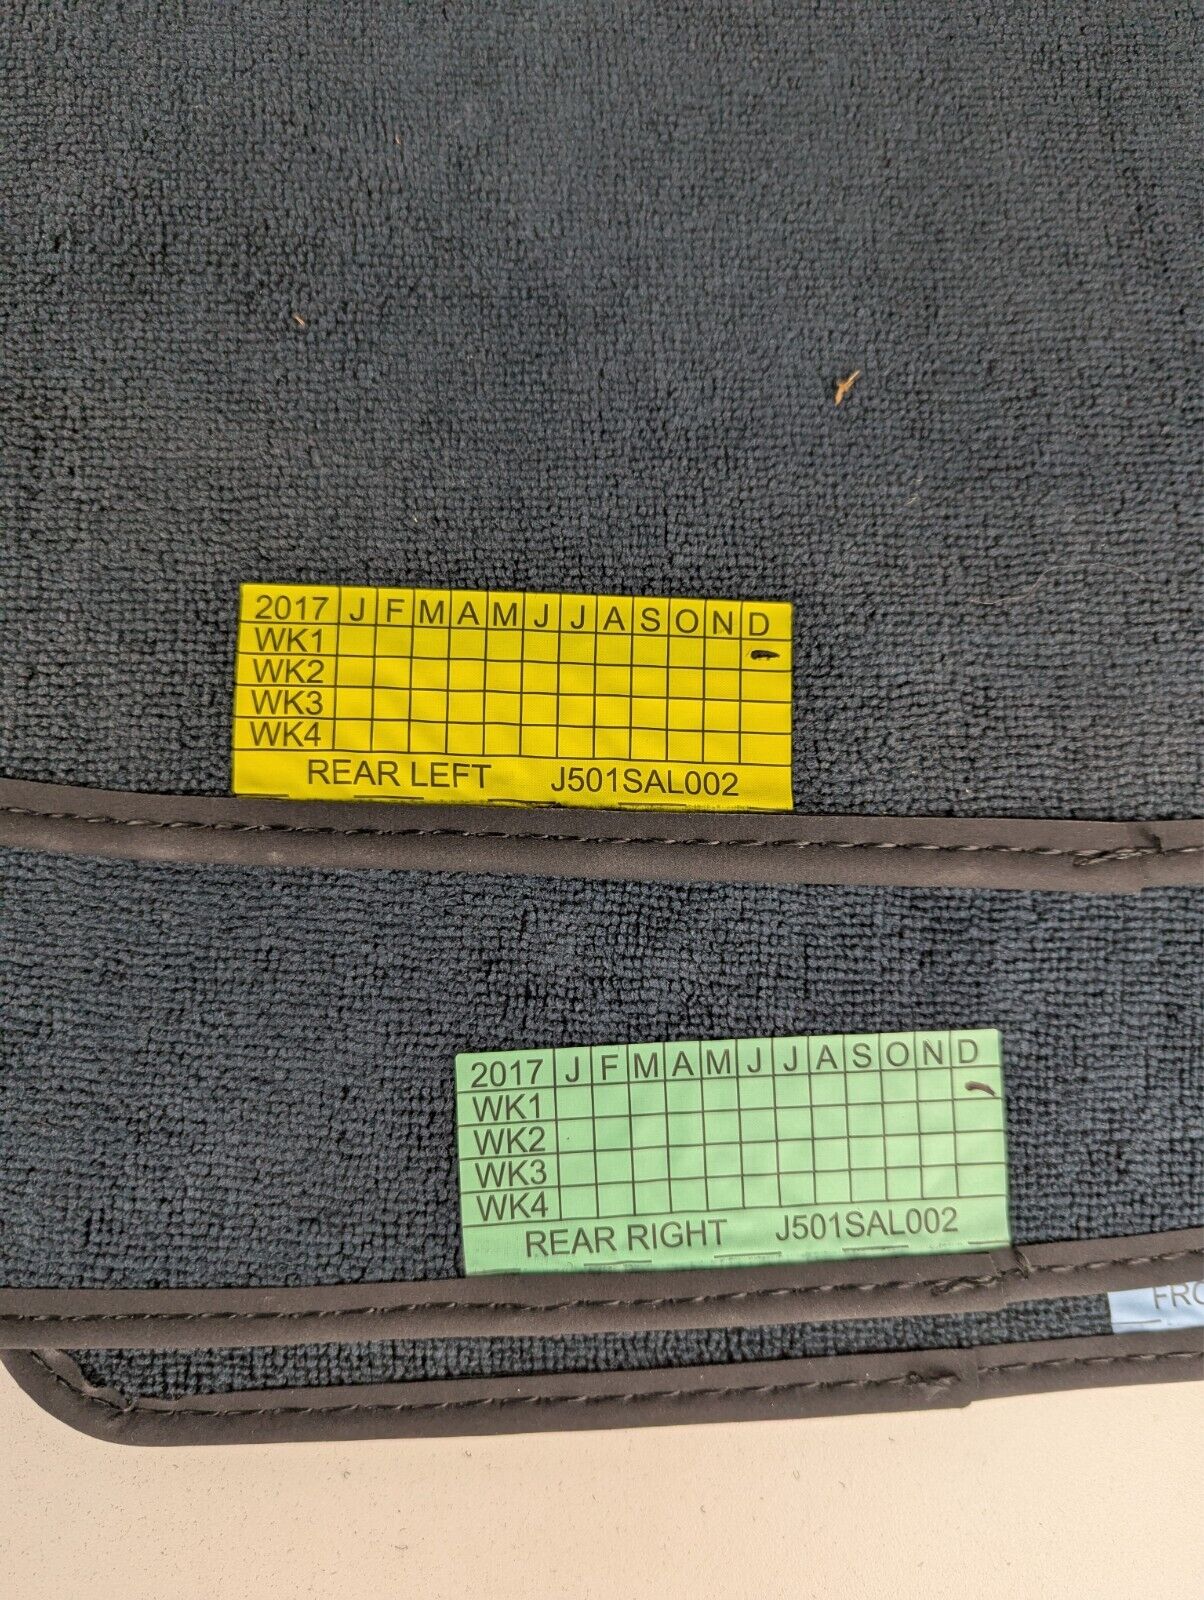 2017 J F M A M J J A S O N D
WK1
WK2
WK3
WK4
REAR LEFT J501SAL002
2017 J F M A M J J A S O N D
WK1
WK2
WK3
WK4
REAR RIGHT J501SAL002